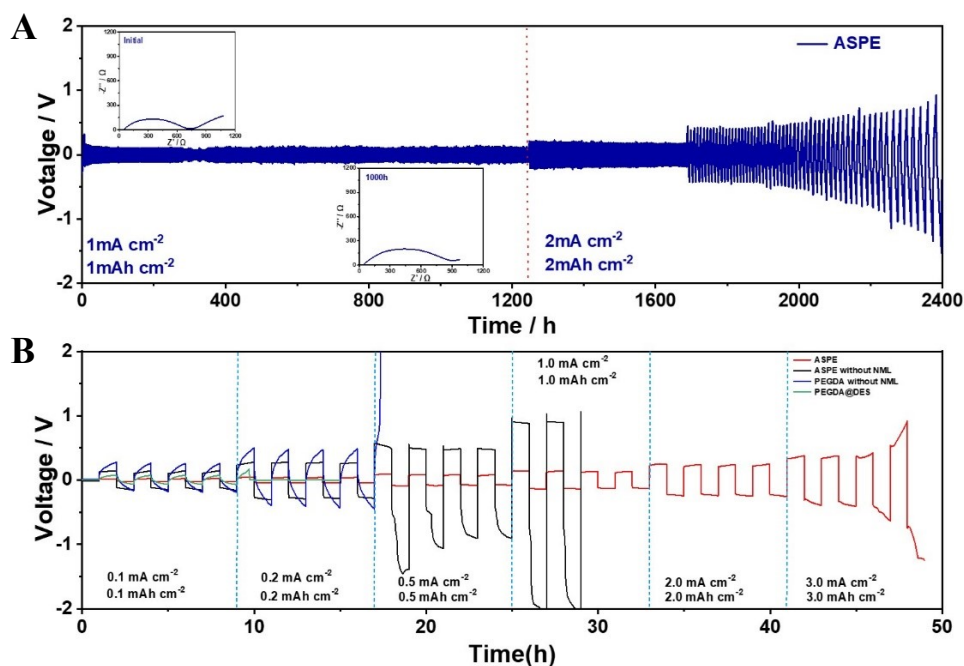 A
Votalge / V
2
1
0
-1
-2
Initial
-Z'' / Ω
1200
900
600
300
0
0 300 600 900 1200
Z' / Ω
ASPE
1000h
-Z'' / Ω
1200
900
600
300
0
0 300 600 900 1200
Z' / Ω
1mA cm⁻²
1mAh cm⁻²
2mA cm⁻²
2mAh cm⁻²
0 400 800 1200 1600 2000 2400
Time / h
B
Voltage / V
2
1
0
-1
-2
1.0 mA cm⁻²
1.0 mAh cm⁻²
ASPE
ASPE without NML
PEGDA without NML
PEGDA@DES
0.1 mA cm⁻²
0.1 mAh cm⁻²
0.2 mA cm⁻²
0.2 mAh cm⁻²
0.5 mA cm⁻²
0.5 mAh cm⁻²
2.0 mA cm⁻²
2.0 mAh cm⁻²
3.0 mA cm⁻²
3.0 mAh cm⁻²
0 10 20 30 40 50
Time(h)